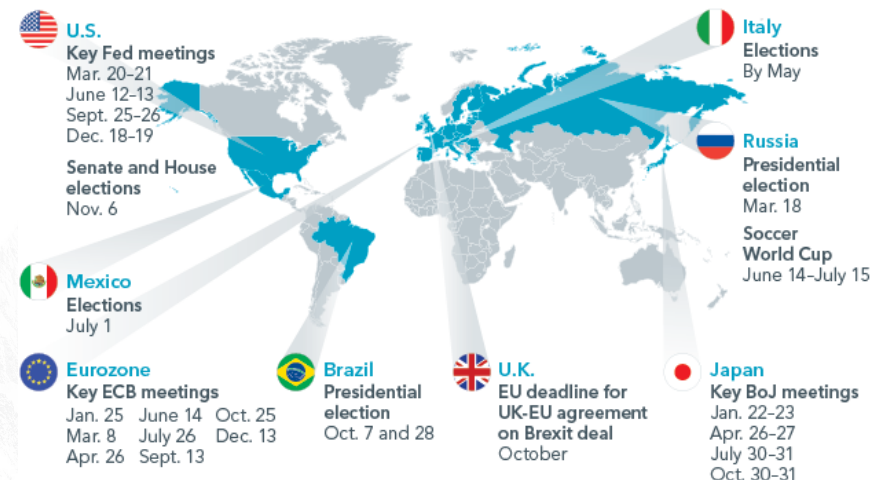 U.S.
Key Fed meetings
Mar. 20–21
June 12–13
Sept. 25–26
Dec. 18–19
Senate and House
elections
Nov. 6
Italy
Elections
By May
Russia
Presidential
election
Mar. 18
Soccer
World Cup
June 14–July 15
Mexico
Elections
July 1
Eurozone
Key ECB meetings
Jan. 25 June 14 Oct. 25
Mar. 8 July 26 Dec. 13
Apr. 26 Sept. 13
Brazil
Presidential
election
Oct. 7 and 28
U.K.
EU deadline for
UK-EU agreement
on Brexit deal
October
Japan
Key BoJ meetings
Jan. 22–23
Apr. 26–27
July 30–31
Oct. 30–31